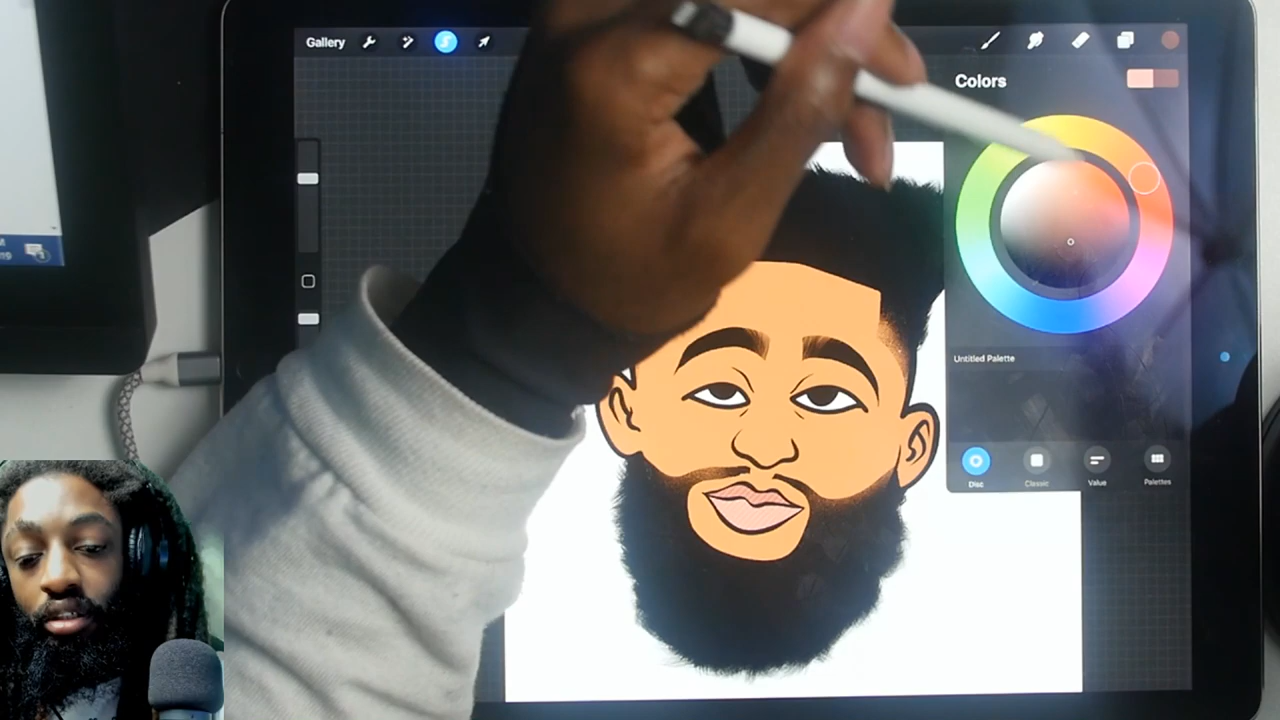 Gallery
Colors
Untitled Palette
Disc
Classic
Value
Palettes